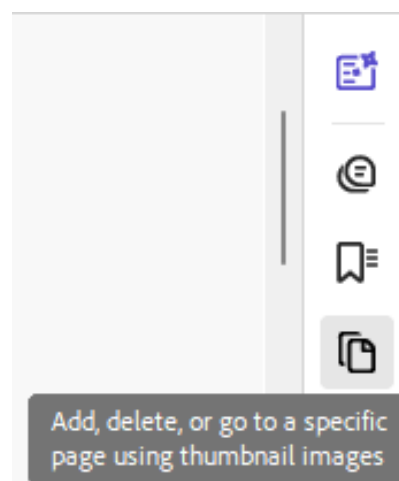 Add, delete, or go to a specific
page using thumbnail images